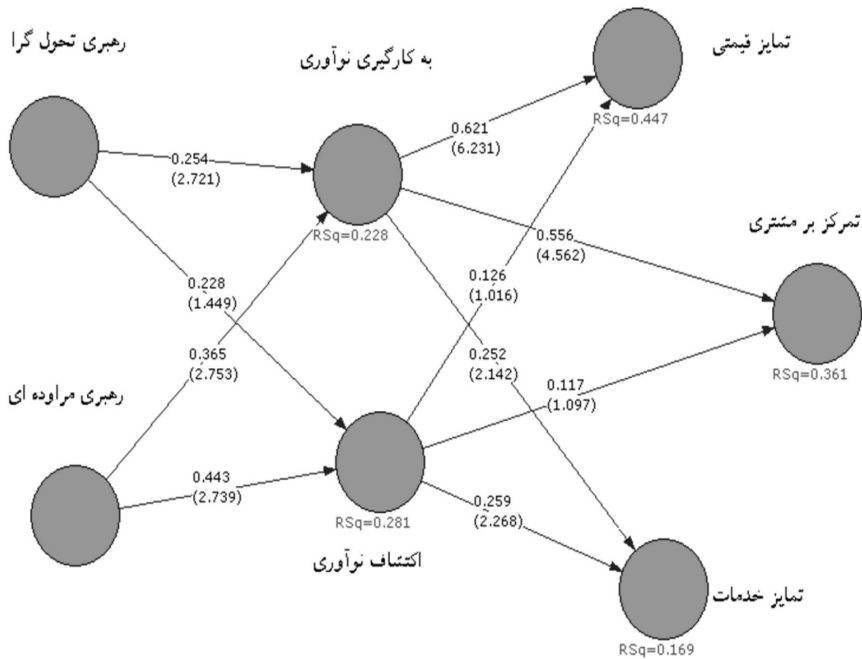 رهبری تحول گرا
به کارگیری نوآوری
تمایز قیمتی
RSq=0.447
0.621
(6.231)
0.254
(2.721)
RSq=0.228
تمرکز بر مشتری
0.556
(4.562)
0.228
(1.449)
0.126
(1.016)
0.365
(2.753)
0.252
(2.142)
RSq=0.361
رهبری مراوده ای
0.117
(1.097)
0.443
(2.739)
0.259
(2.268)
RSq=0.281
اکتشاف نوآوری
تمایز خدمات
RSq=0.169